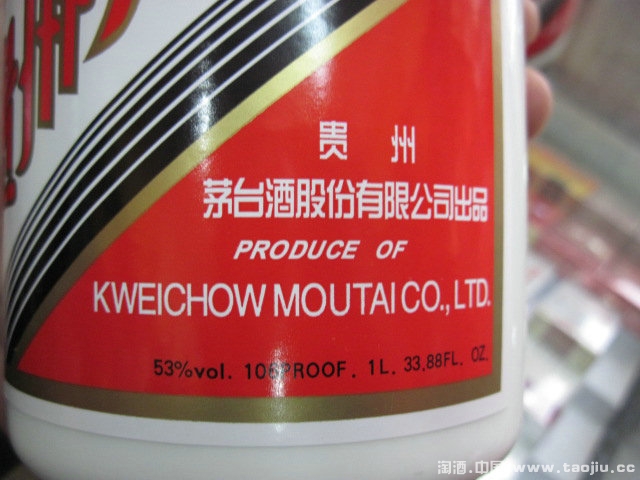 贵 州
茅台酒股份有限公司出品
PRODUCE OF
KWEICHOW MOUTAI CO., LTD.
53%vol. 106PROOF. 1L. 33.88FL. OZ.
淘酒.中国 www.taojiu.cc